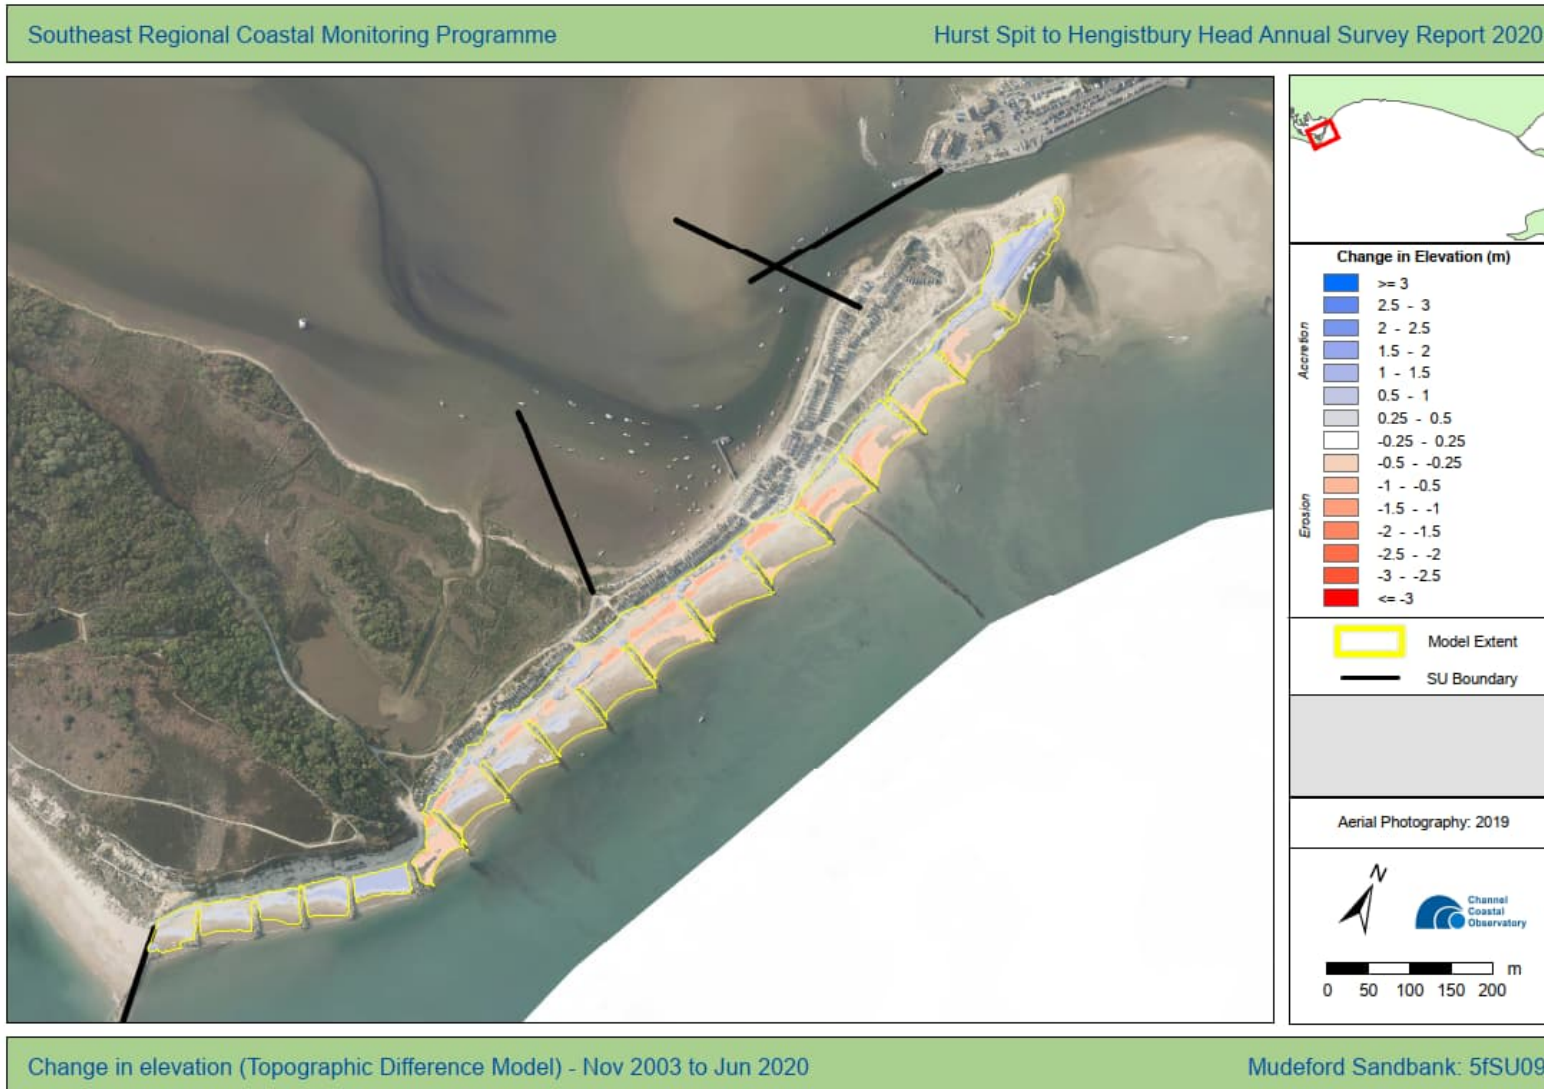 Southeast Regional Coastal Monitoring Programme
Hurst Spit to Hengistbury Head Annual Survey Report 2020
Change in Elevation (m)
Accretion
>= 3
2.5 - 3
2 - 2.5
1.5 - 2
1 - 1.5
0.5 - 1
0.25 - 0.5
-0.25 - 0.25
Erosion
-0.5 - -0.25
-1 - -0.5
-1.5 - -1
-2 - -1.5
-2.5 - -2
-3 - -2.5
<= -3
Model Extent
SU Boundary
Aerial Photography: 2019
N
Channel
Coastal
Observatory
m
0 50 100 150 200
Change in elevation (Topographic Difference Model) - Nov 2003 to Jun 2020
Mudeford Sandbank: 5fSU09